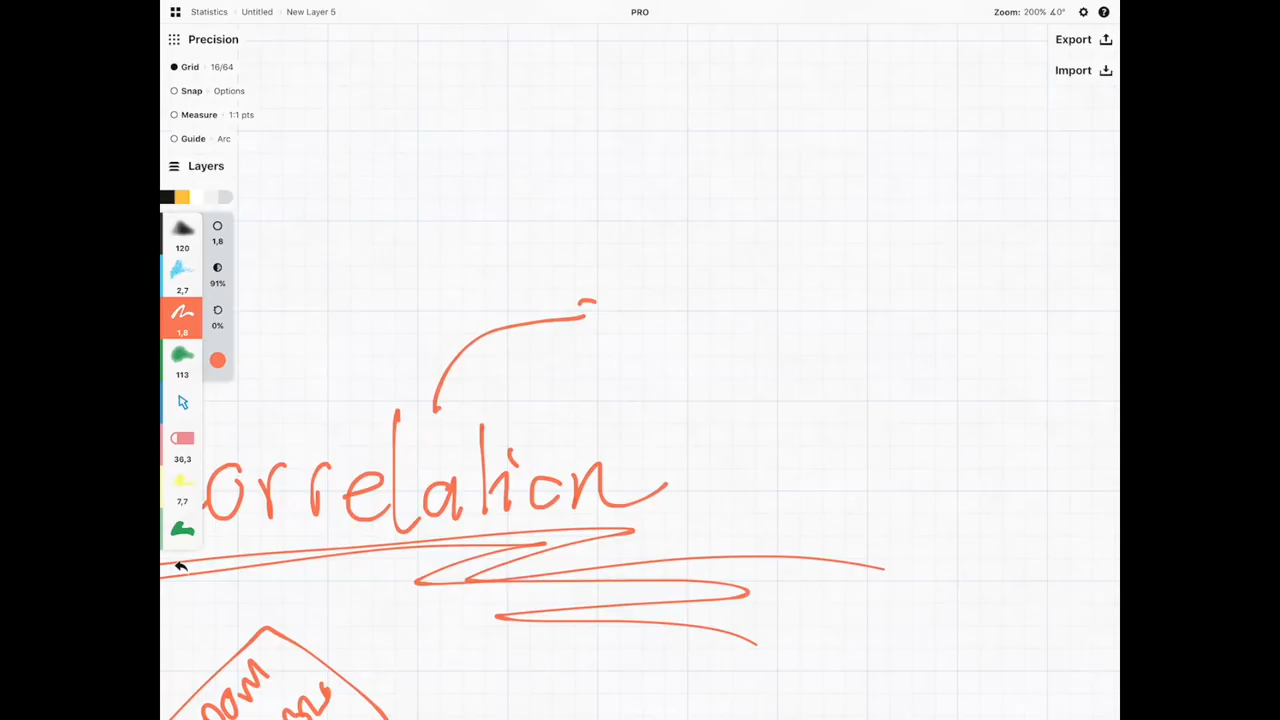 Statistics Untitled New Layer 5 PRO Zoom: 200% ∡0°
Precision
Export
Grid 16/64
Import
Snap Options
Measure 1:1 pts
Guide Arc
Layers
120
1,8
2,7
91%
1,8
0%
113
36,3
7,7
orrelation
oom